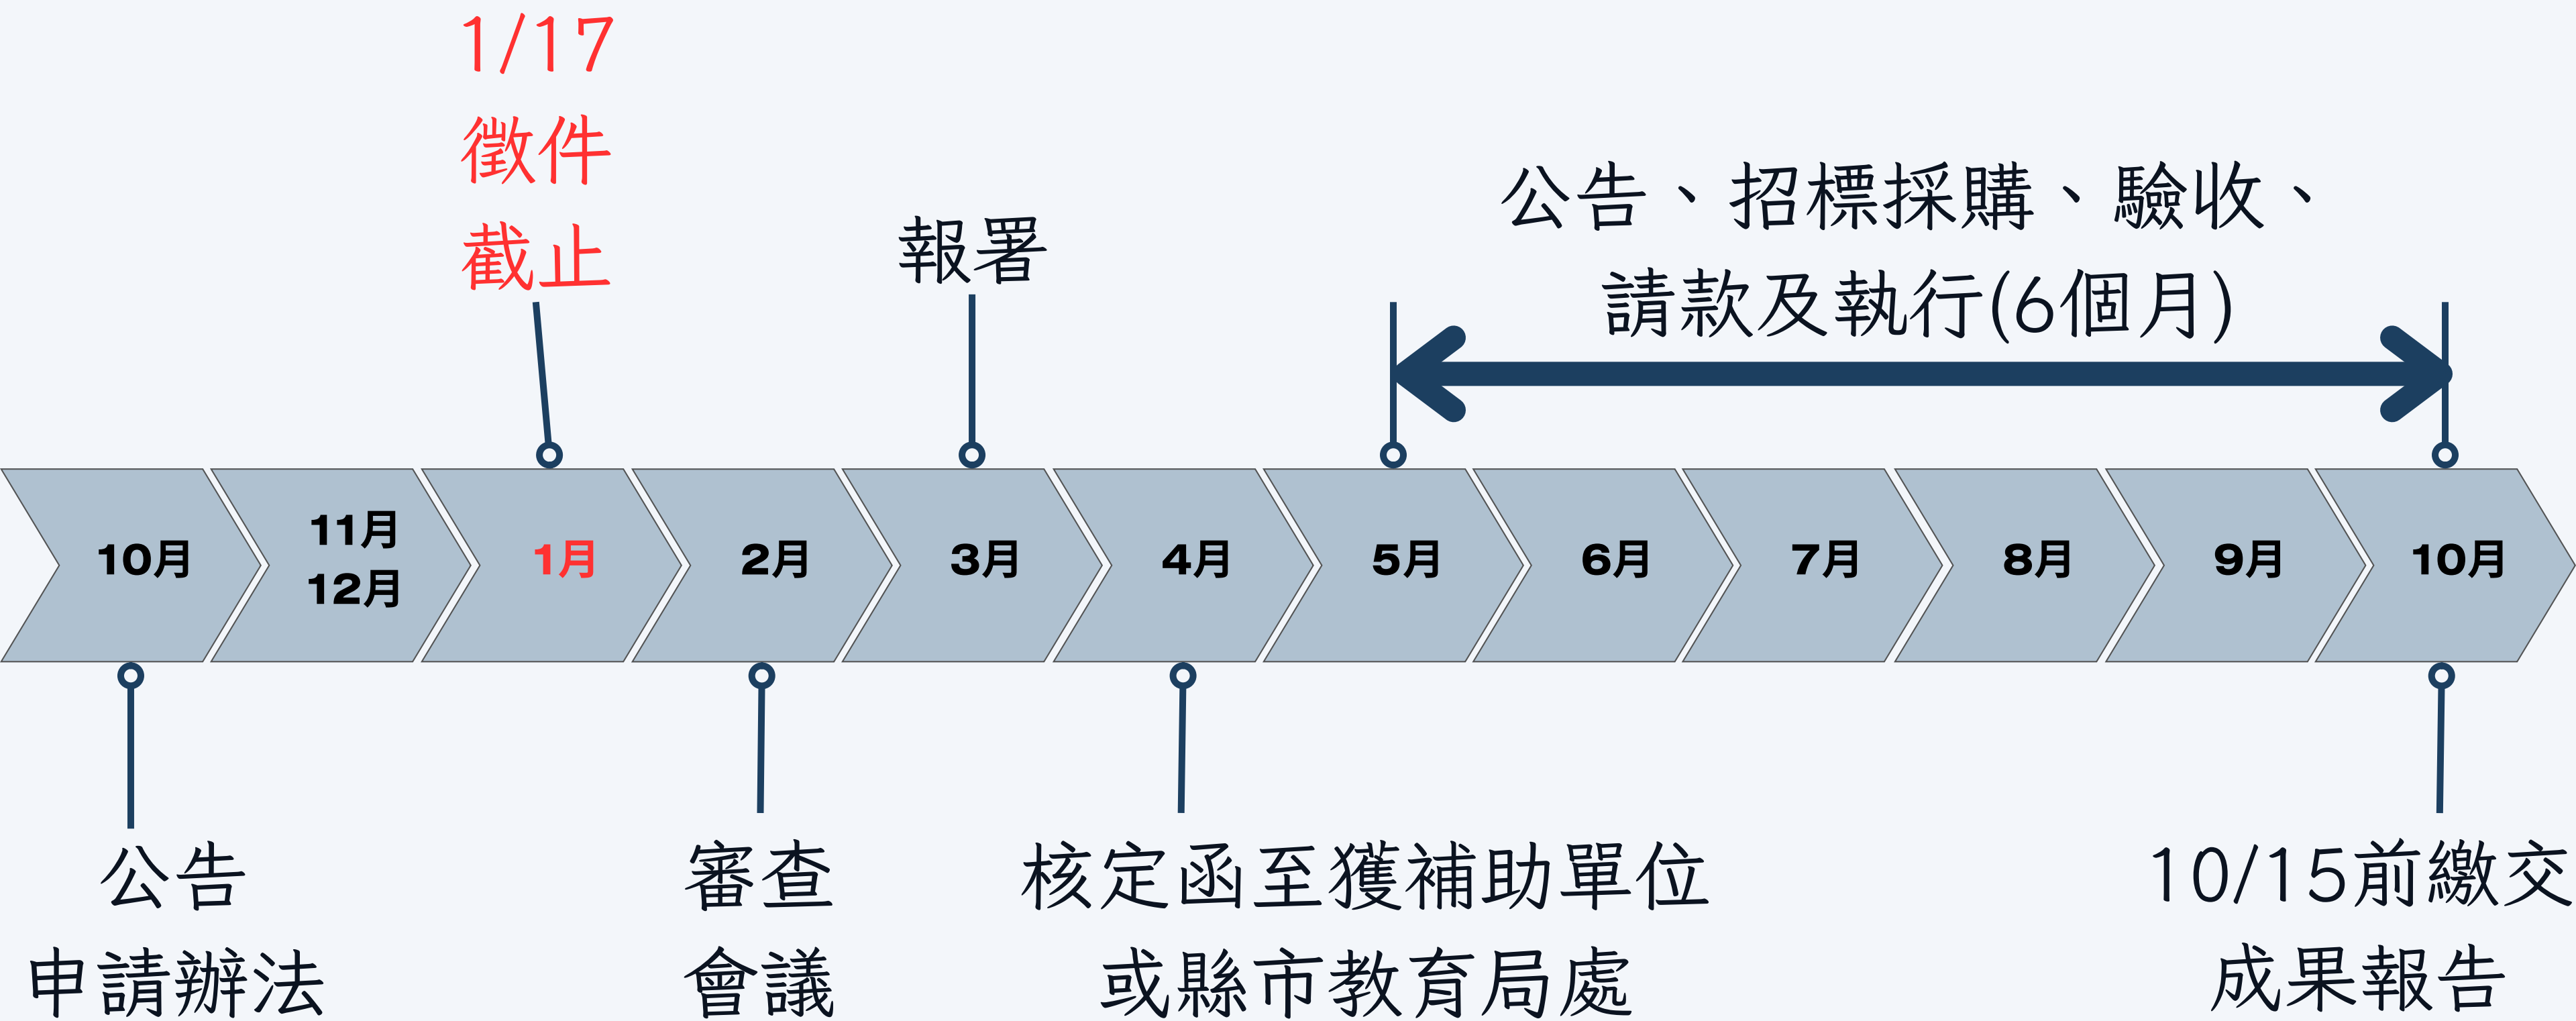 1/17
徵件
截止
報署
公告、招標採購、驗收、
請款及執行(6個月)
10月
11月
12月
1月
2月
3月
4月
5月
6月
7月
8月
9月
10月
公告
申請辦法
審查
會議
核定函至獲補助單位
或縣市教育局處
10/15前繳交
成果報告